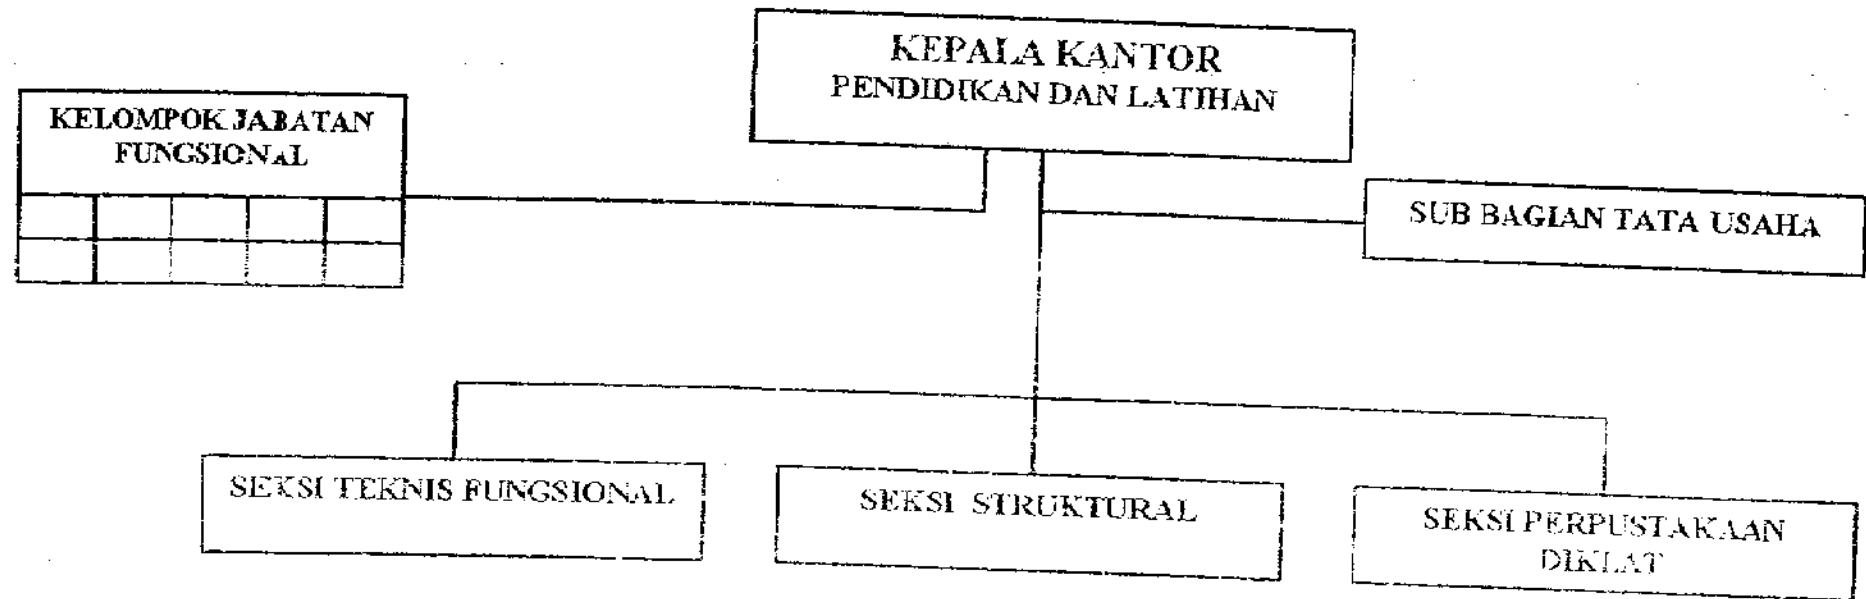 KEPALA KANTOR
PENDIDIKAN DAN LATIHAN
KELOMPOK JABATAN
FUNGSIONAL
SUB BAGIAN TATA USAHA
SEKSI TEKNIS FUNGSIONAL
SEKSI STRUKTURAL
SEKSI PERPUSTAKAAN
DIKLAT